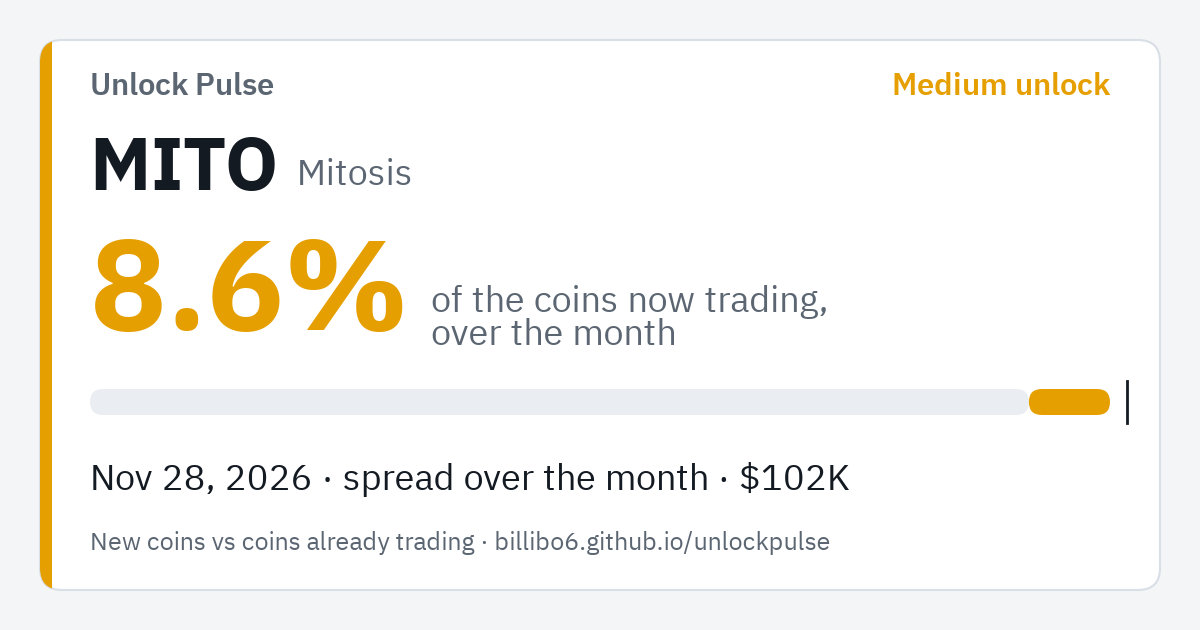 Unlock Pulse
Medium unlock
MITO Mitosis
8.6% of the coins now trading,
over the month
Nov 28, 2026 · spread over the month · $102K
New coins vs coins already trading · billibo6.github.io/unlockpulse